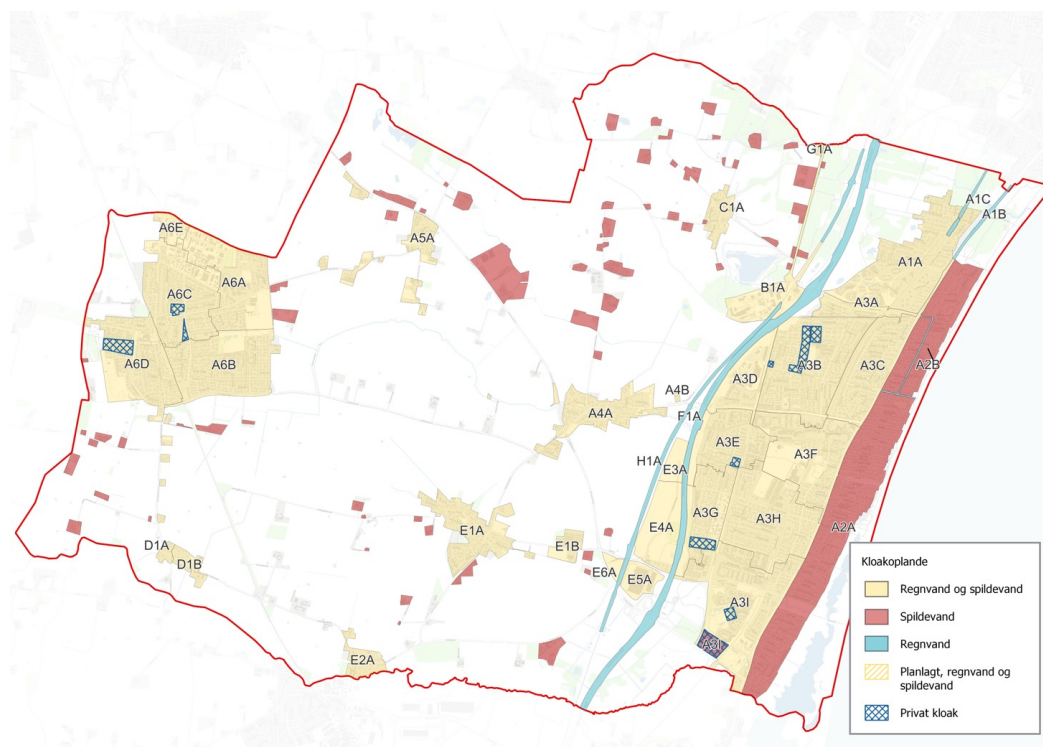 G1A
A1C
C1A
A1B
A6E
A5A
A1A
A6A
B1A
A6C
A3A
A6D
A6B
A3B
A3C
A2B
A3D
A4B
A4A
F1A
A3E
A3F
H1A
E3A
A3G
A3H
E1A
E4A
A2A
D1A
E1B
D1B
E6A
E5A
A3I
A3I
E2A
Kloakoplande
Regnvand og spildevand
Spildevand
Regnvand
Planlagt, regnvand og
spildevand
Privat kloak